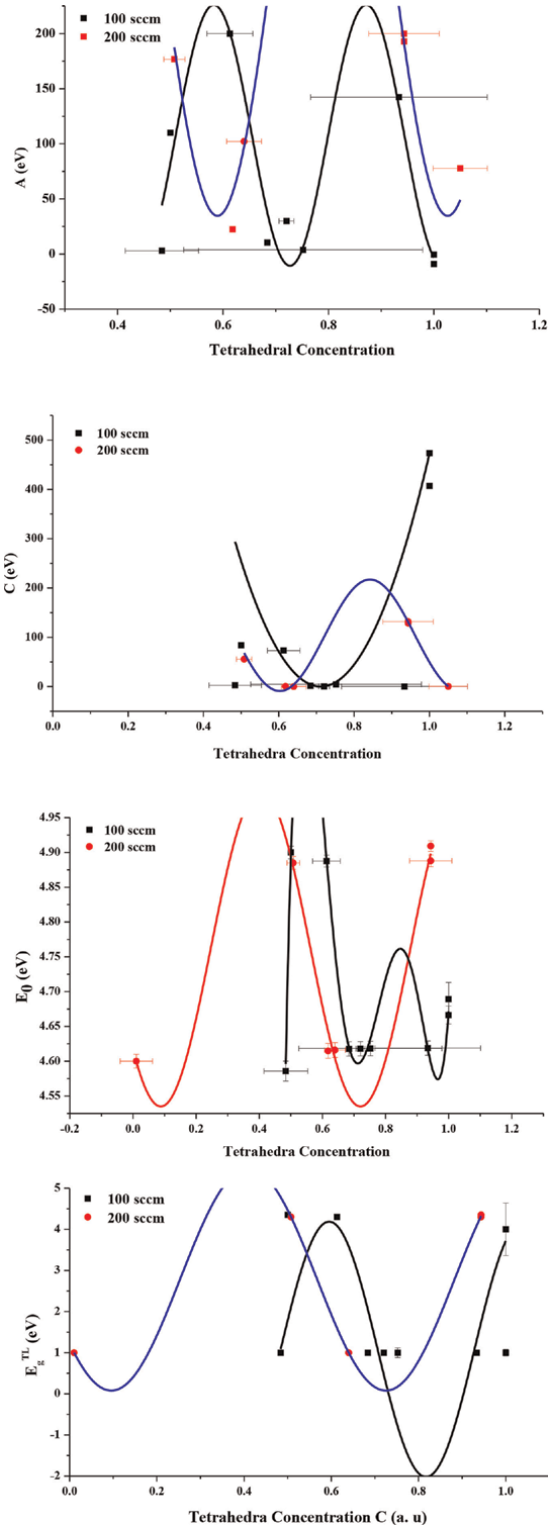 200
150
100
50
0
-50
A (eV)
100 sccm
200 sccm
0.4 0.6 0.8 1.0 1.2
Tetrahedral Concentration
500
400
300
200
100
0
C (eV)
100 sccm
200 sccm
0.0 0.2 0.4 0.6 0.8 1.0 1.2
Tetrahedra Concentration
4.95
4.90
4.85
4.80
4.75
4.70
4.65
4.60
4.55
E0 (eV)
100 sccm
200 sccm
-0.2 0.0 0.2 0.4 0.6 0.8 1.0 1.2
Tetrahedra Concentration
5
4
3
2
1
0
-1
-2
Eg TL (eV)
100 sccm
200 sccm
0.0 0.2 0.4 0.6 0.8 1.0
Tetrahedra Concentration C (a. u)